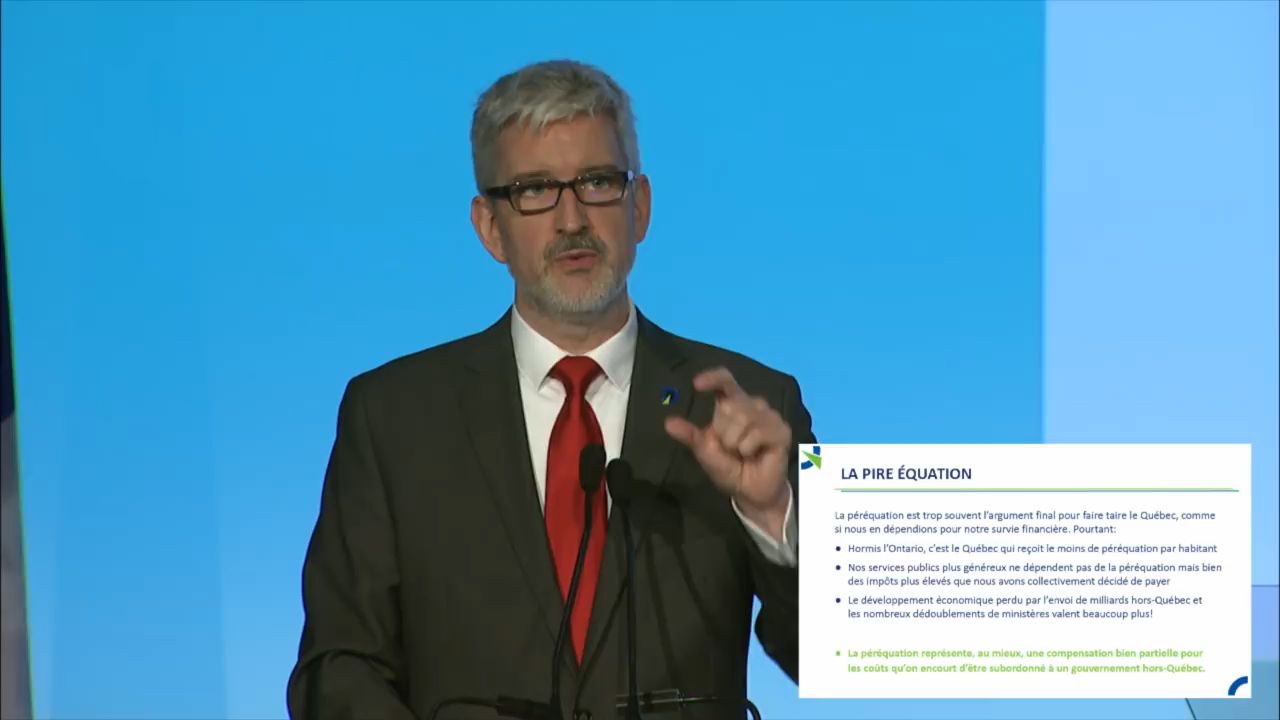 LA PIRE ÉQUATION
La péréquation est trop souvent l'argument final pour faire taire le Québec, comme
si nous en dépendions pour notre survie financière. Pourtant:
● Hormis l'Ontario, c'est le Québec qui reçoit le moins de péréquation par habitant
● Nos services publics plus généreux ne dépendent pas de la péréquation mais bien
des impôts plus élevés que nous avons collectivement décidé de payer
● Le développement économique perdu par l'envoi de milliards hors-Québec et
les nombreux dédoublements de ministères valent beaucoup plus!
● La péréquation représente, au mieux, une compensation bien partielle pour
les coûts qu'on encourt d'être subordonné à un gouvernement hors-Québec.